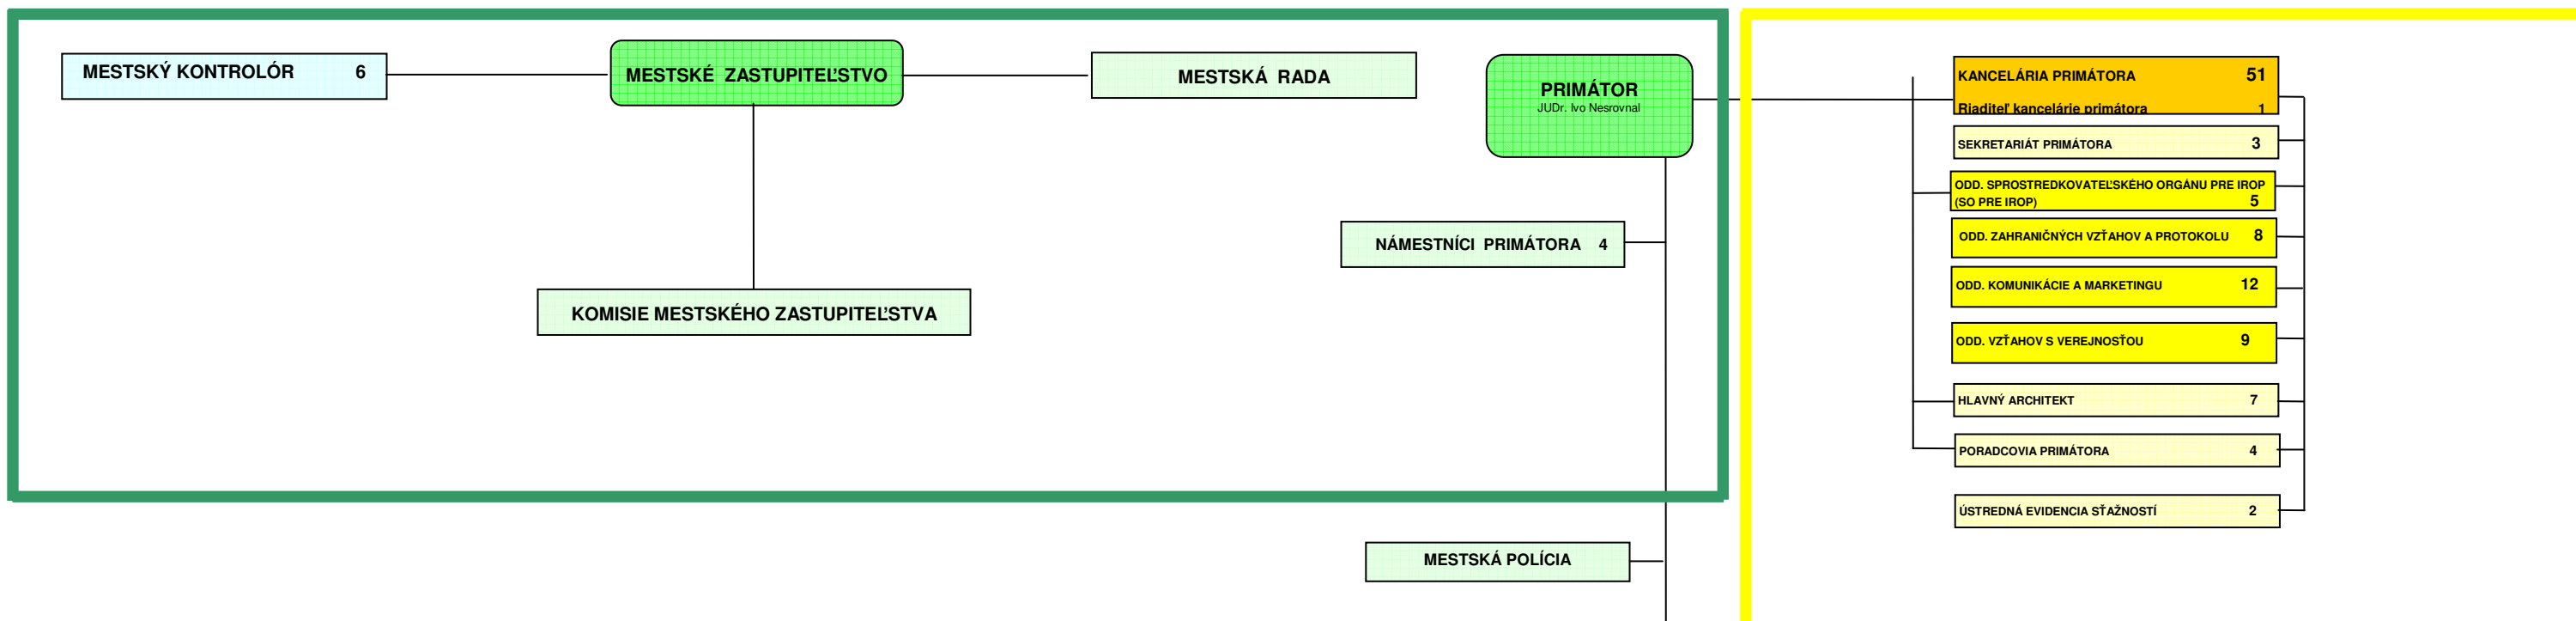 MESTSKÝ KONTROLÓR 6
MESTSKÉ ZASTUPITEĽSTVO
MESTSKÁ RADA
PRIMÁTOR
JUDr. Ivo Nesrovnal
NÁMESTNÍCI PRIMÁTORA 4
KOMISIE MESTSKÉHO ZASTUPITEĽSTVA
MESTSKÁ POLÍCIA
KANCELÁRIA PRIMÁTORA 51
Riaditeľ kancelárie primátora 1
SEKRETARIÁT PRIMÁTORA 3
ODD. SPROSTREDKOVATEĽSKÉHO ORGÁNU PRE IROP
(SO PRE IROP) 5
ODD. ZAHRANIČNÝCH VZŤAHOV A PROTOKOLU 8
ODD. KOMUNIKÁCIE A MARKETINGU 12
ODD. VZŤAHOV S VEREJNOSŤOU 9
HLAVNÝ ARCHITEKT 7
PORADCOVIA PRIMÁTORA 4
ÚSTREDNÁ EVIDENCIA SŤAŽNOSTÍ 2